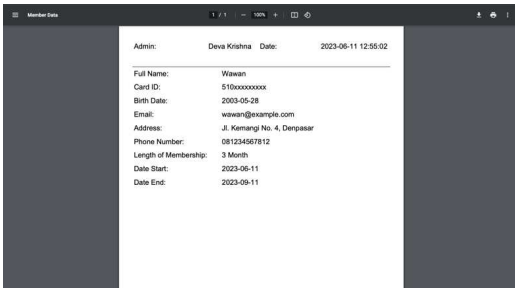 Member Data 1 / 1 − 100% +
Admin: Deva Krishna Date: 2023-06-11 12:55:02
Full Name: Wawan
Card ID: 510xxxxxxxx
Birth Date: 2003-05-28
Email: wawan@example.com
Address: Jl. Kemangi No. 4, Denpasar
Phone Number: 081234567812
Length of Membership: 3 Month
Date Start: 2023-06-11
Date End: 2023-09-11